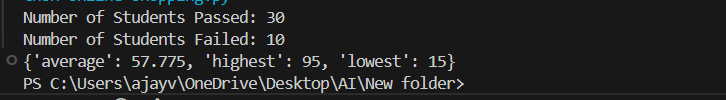 Number of Students Passed: 30
Number of Students Failed: 10
{'average': 57.775, 'highest': 95, 'lowest': 15}
PS C:\Users\ajayv\OneDrive\Desktop\AI\New folder>